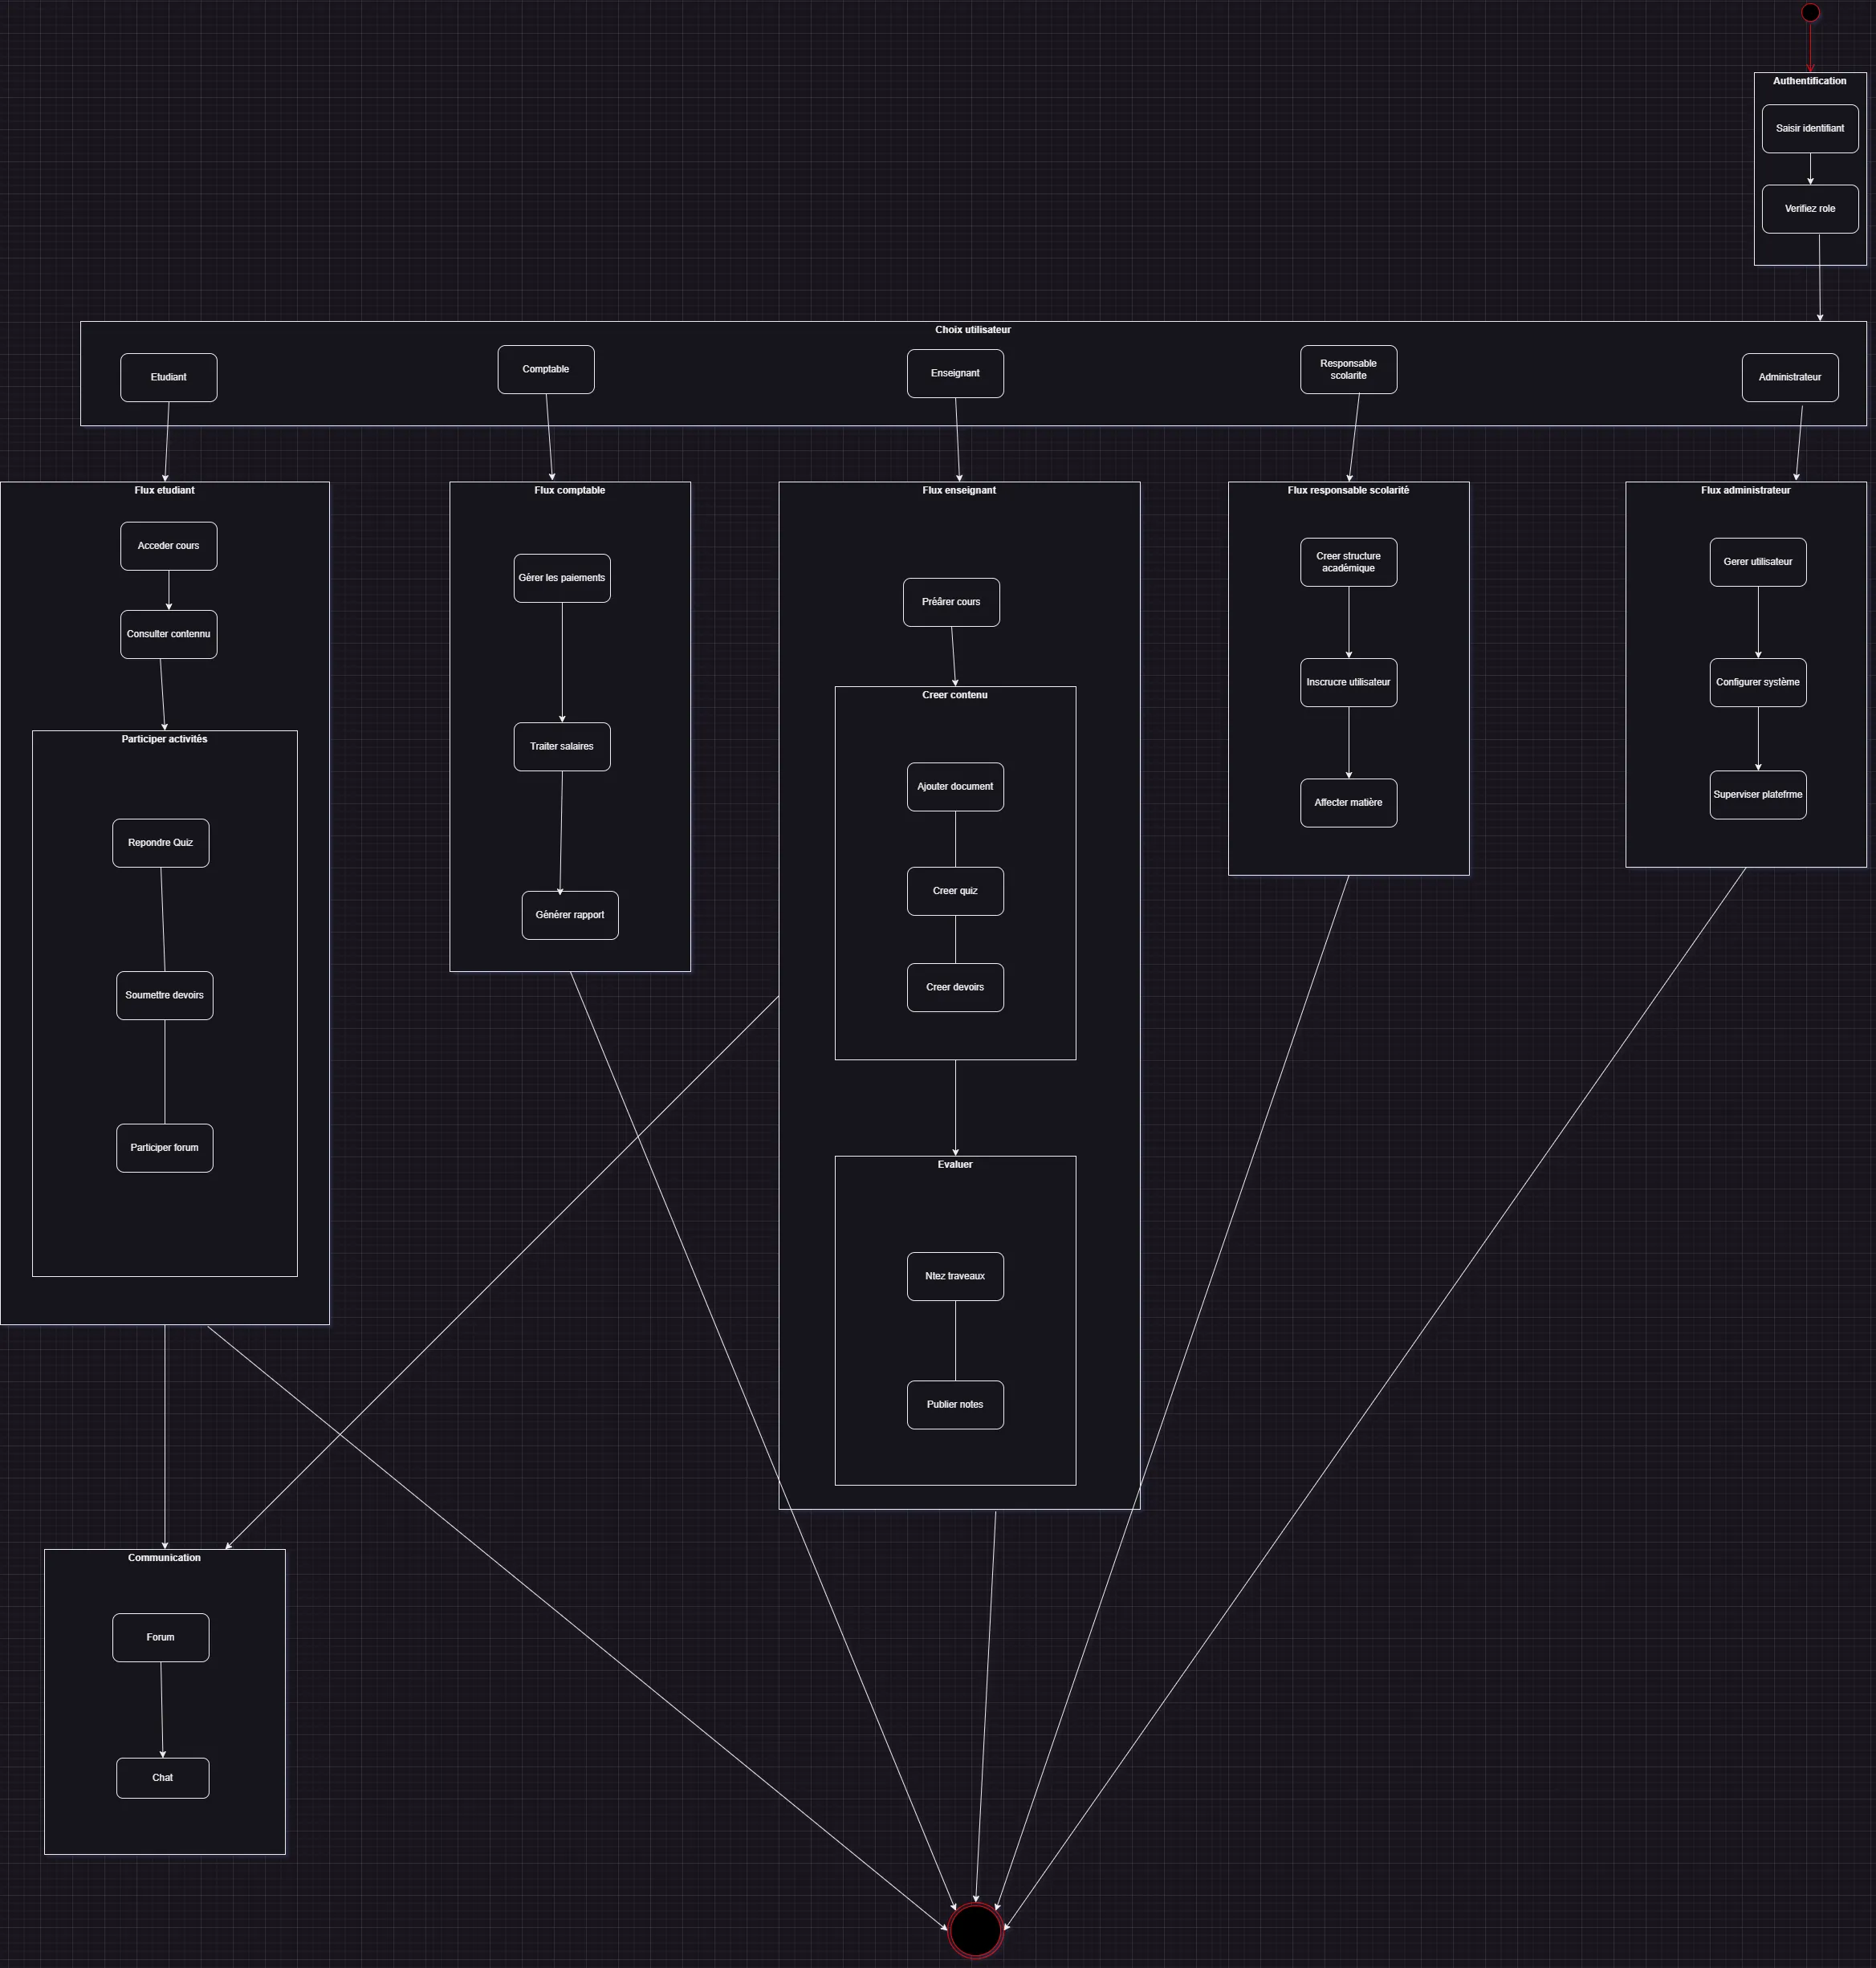 Authentification
Saisir identifiant
Verifiez role
Choix utilisateur
Etudiant
Comptable
Enseignant
Responsable
scolarite
Administrateur
Flux etudiant
Acceder cours
Consulter contennu
Participer activités
Repondre Quiz
Soumettre devoirs
Participer forum
Flux comptable
Gérer les paiements
Traiter salaires
Générer rapport
Flux enseignant
Préârer cours
Creer contenu
Ajouter document
Creer quiz
Creer devoirs
Evaluer
Ntez traveaux
Publier notes
Flux responsable scolarité
Creer structure
académique
Inscrucre utilisateur
Affecter matière
Flux administrateur
Gerer utilisateur
Configurer système
Superviser platefrme
Communication
Forum
Chat